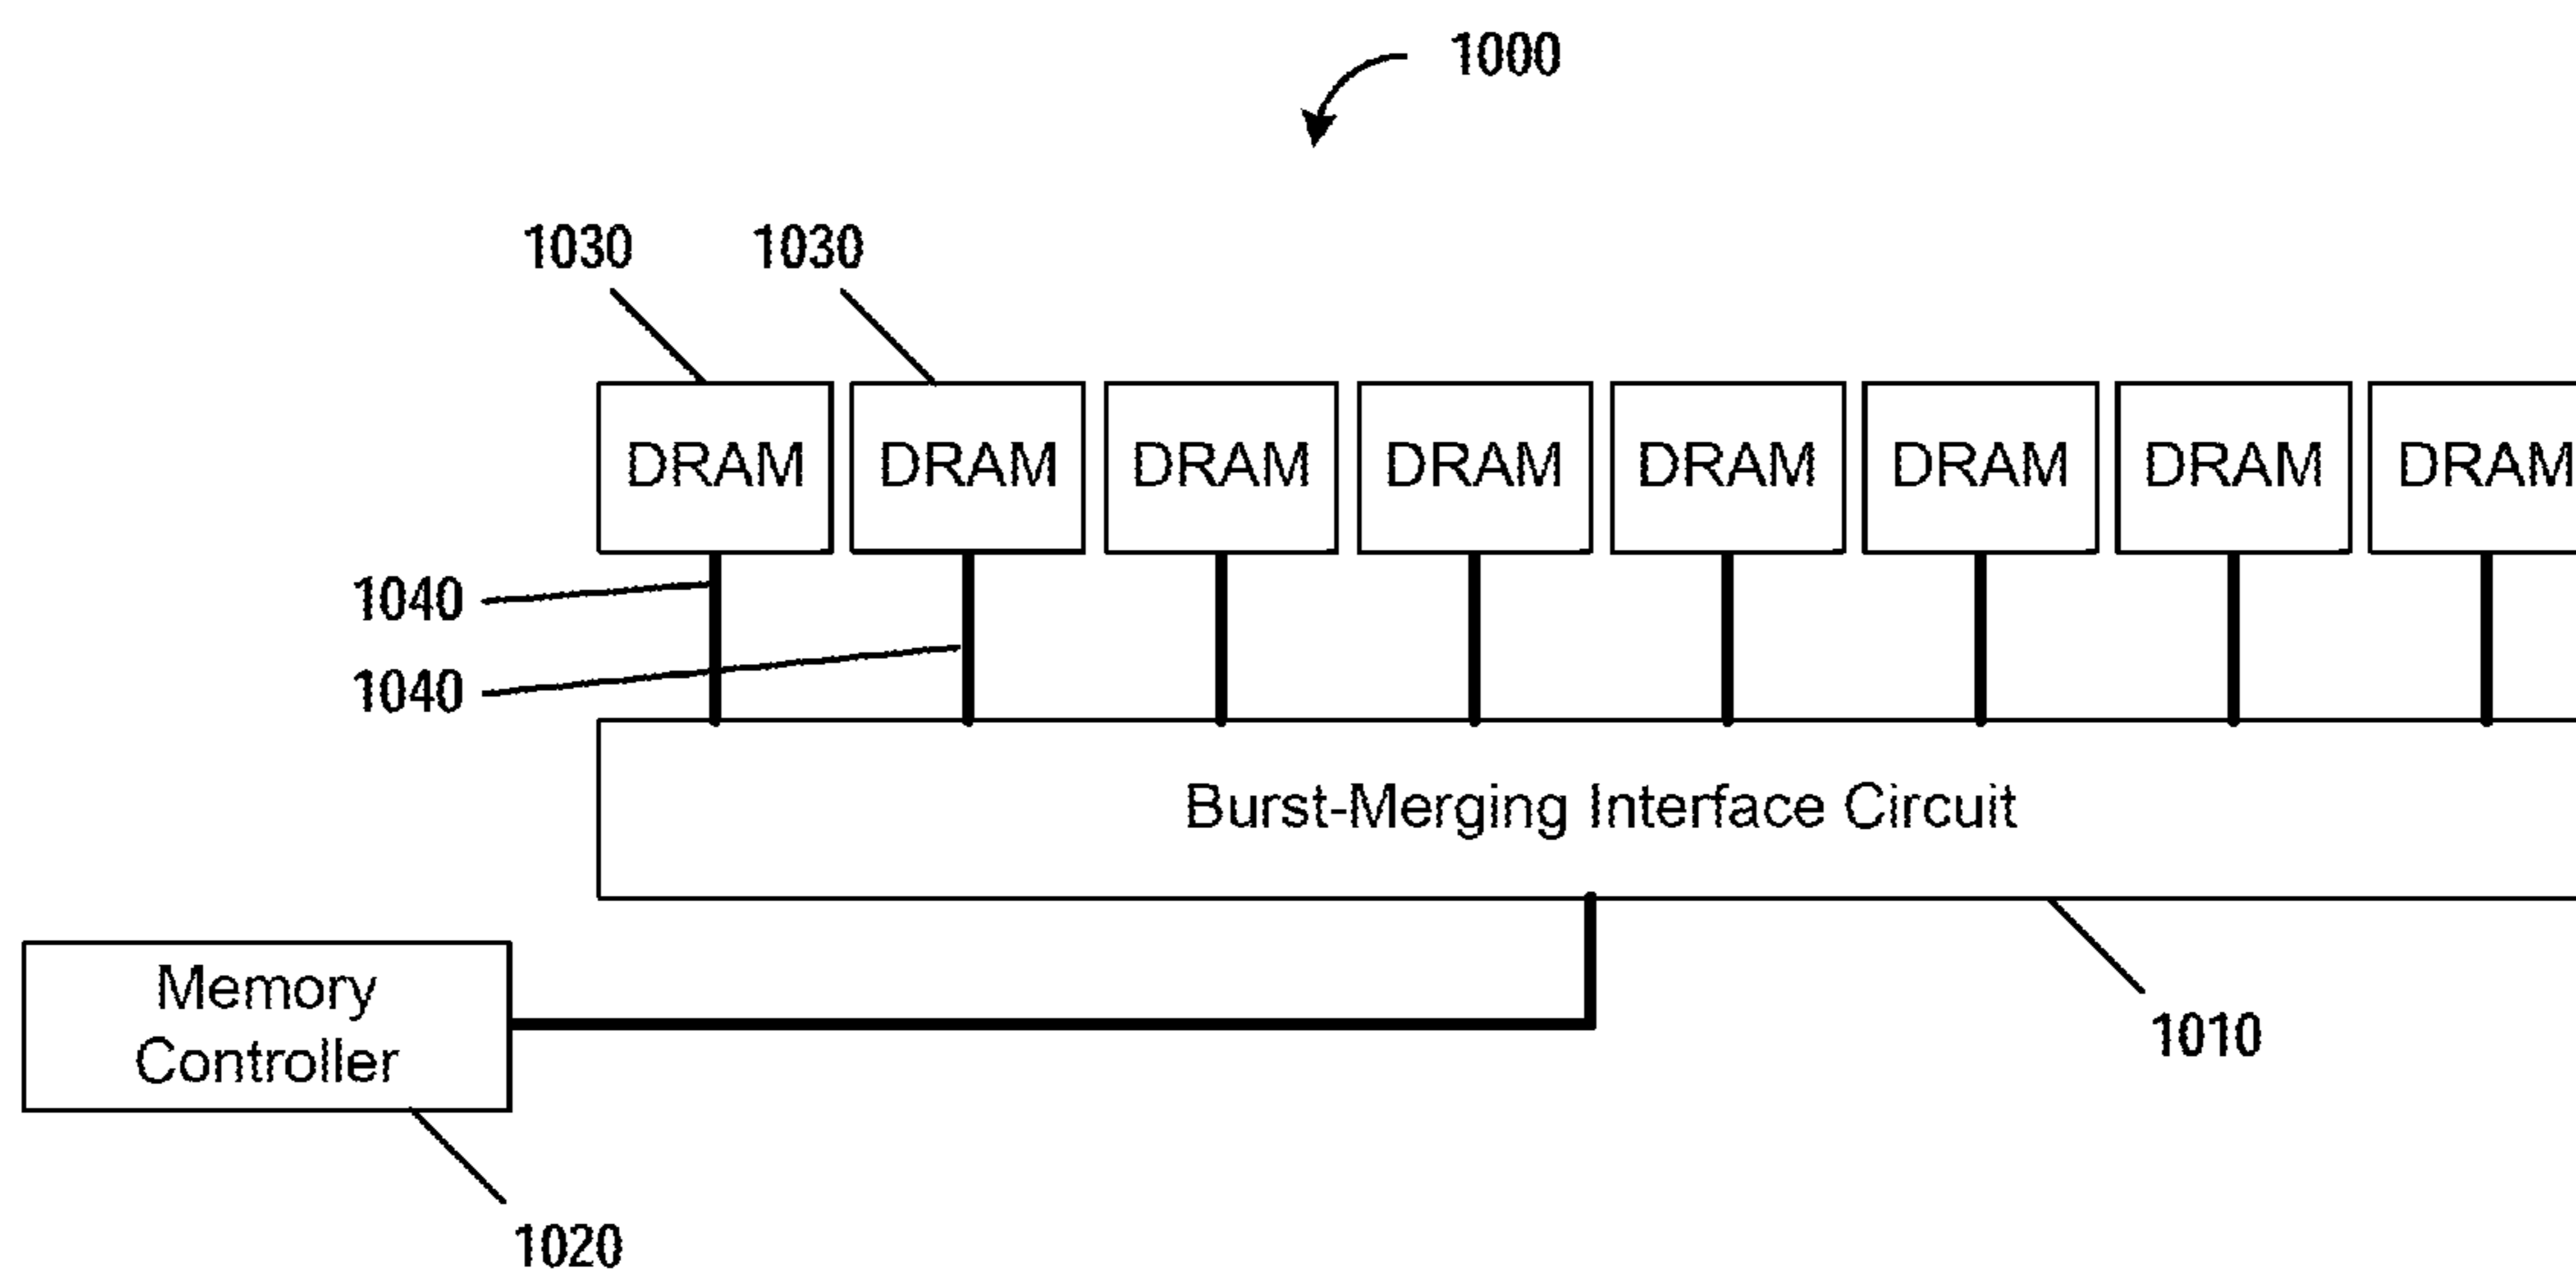 1000
1030 1030
DRAM DRAM DRAM DRAM DRAM DRAM DRAM DRAM
1040
1040
Burst-Merging Interface Circuit
Memory
Controller
1010
1020